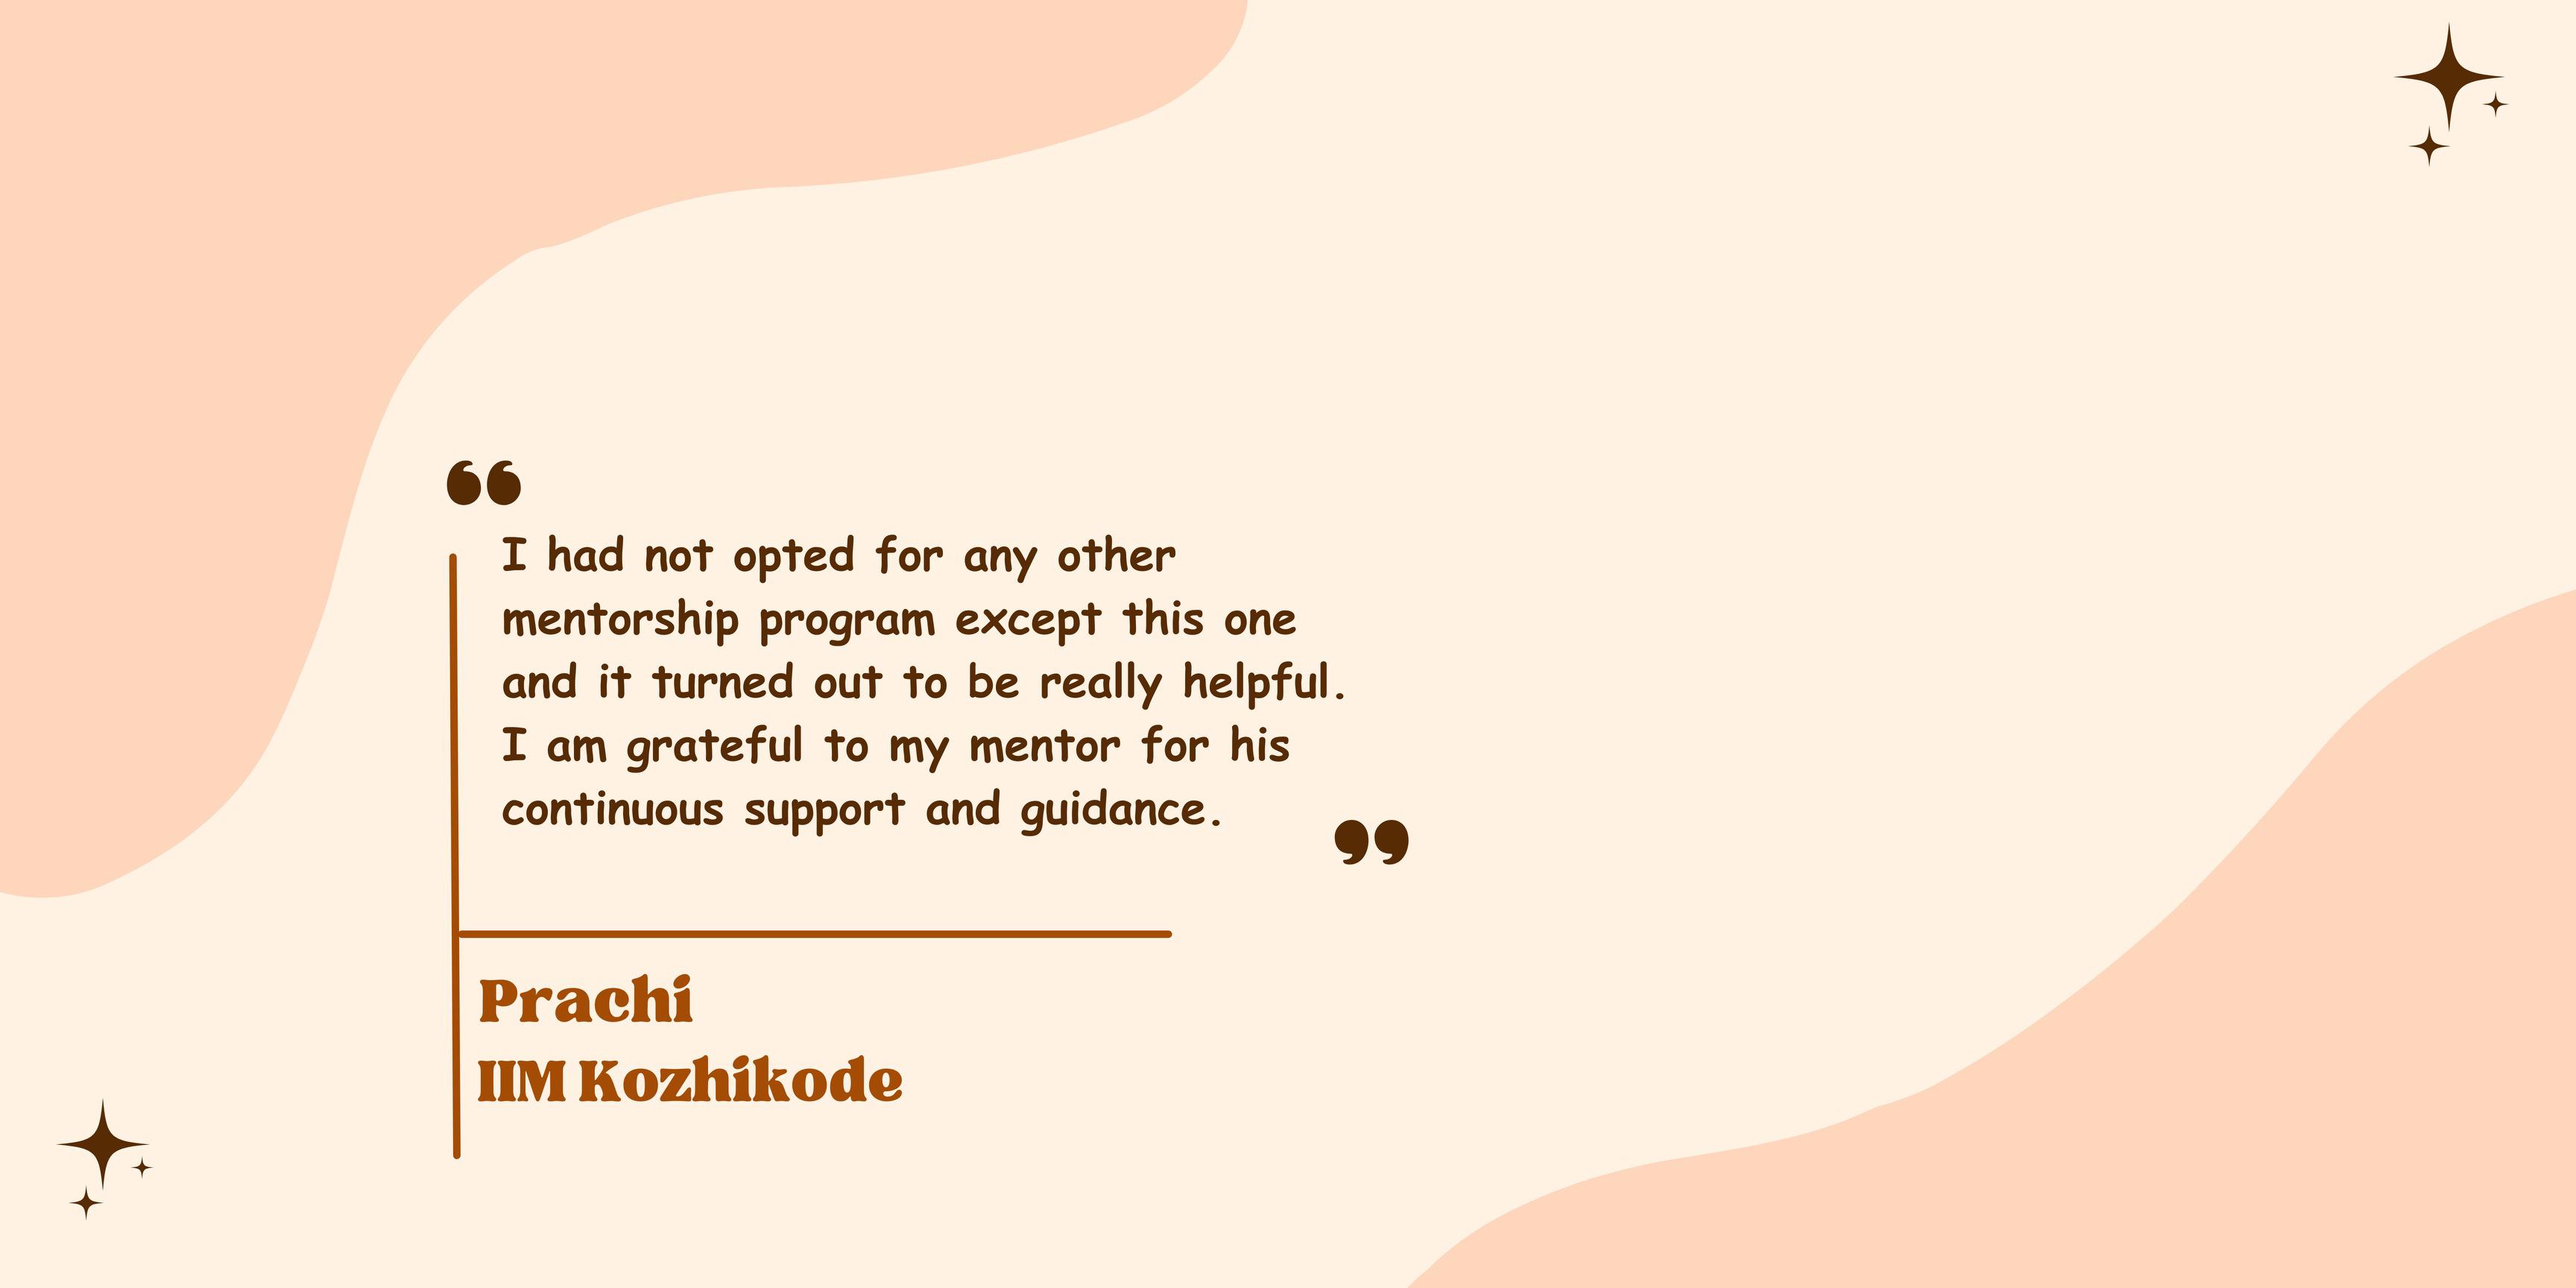 “
I had not opted for any other
mentorship program except this one
and it turned out to be really helpful.
I am grateful to my mentor for his
continuous support and guidance.
”
Prachi
IIM Kozhikode